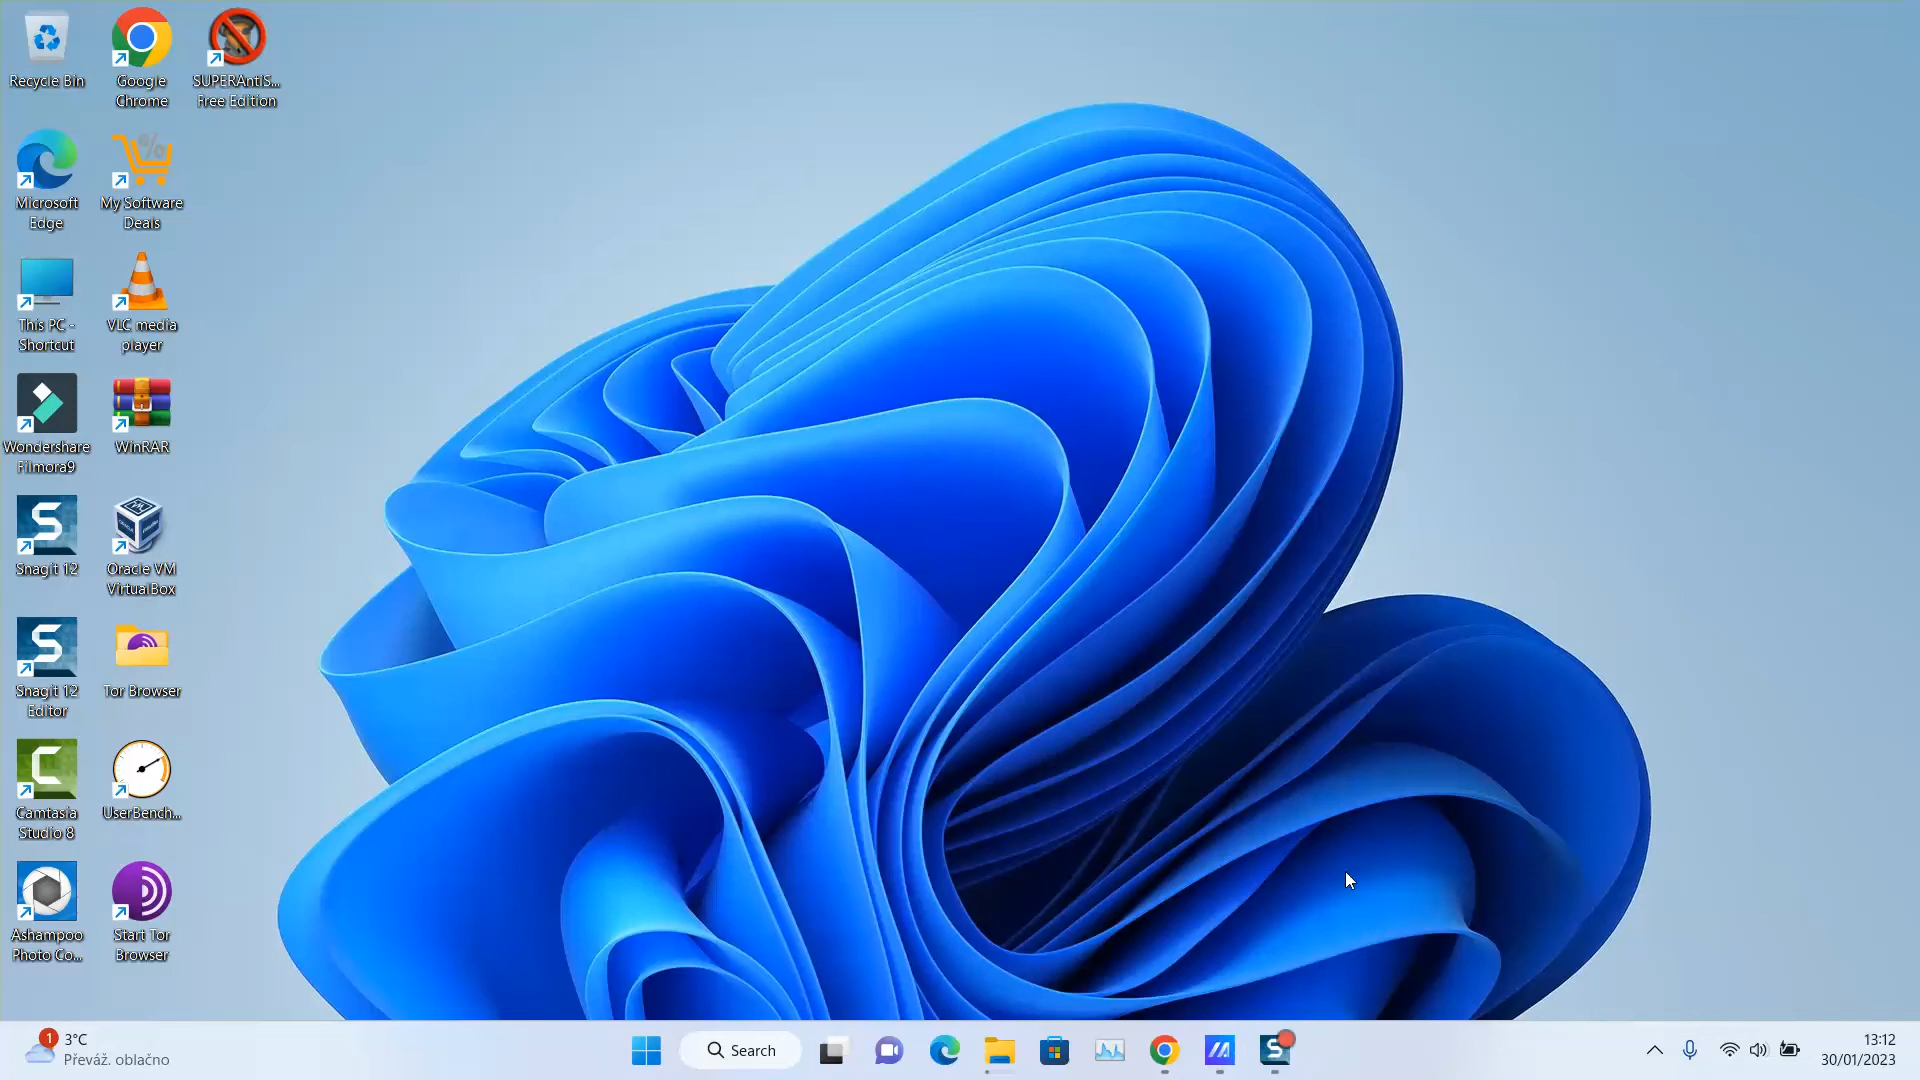 Recycle Bin
Google
Chrome
SUPERAntiS...
Free Edition
Microsoft
Edge
My Software
Deals
This PC -
Shortcut
VLC media
player
Wondershare
Filmora9
WinRAR
Snagit 12
Oracle VM
VirtualBox
Snagit 12
Editor
Tor Browser
Camtasia
Studio 8
UserBench...
Ashampoo
Photo Co...
Start Tor
Browser
1
3°C
Převáž. oblačno
Search
13:12
30/01/2023